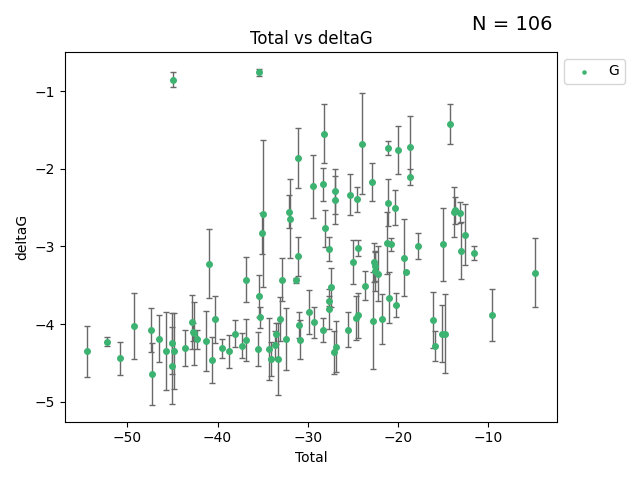 N = 106
Total vs deltaG
G
−1
−2
−3
−4
−5
deltaG
−50 −40 −30 −20 −10
Total